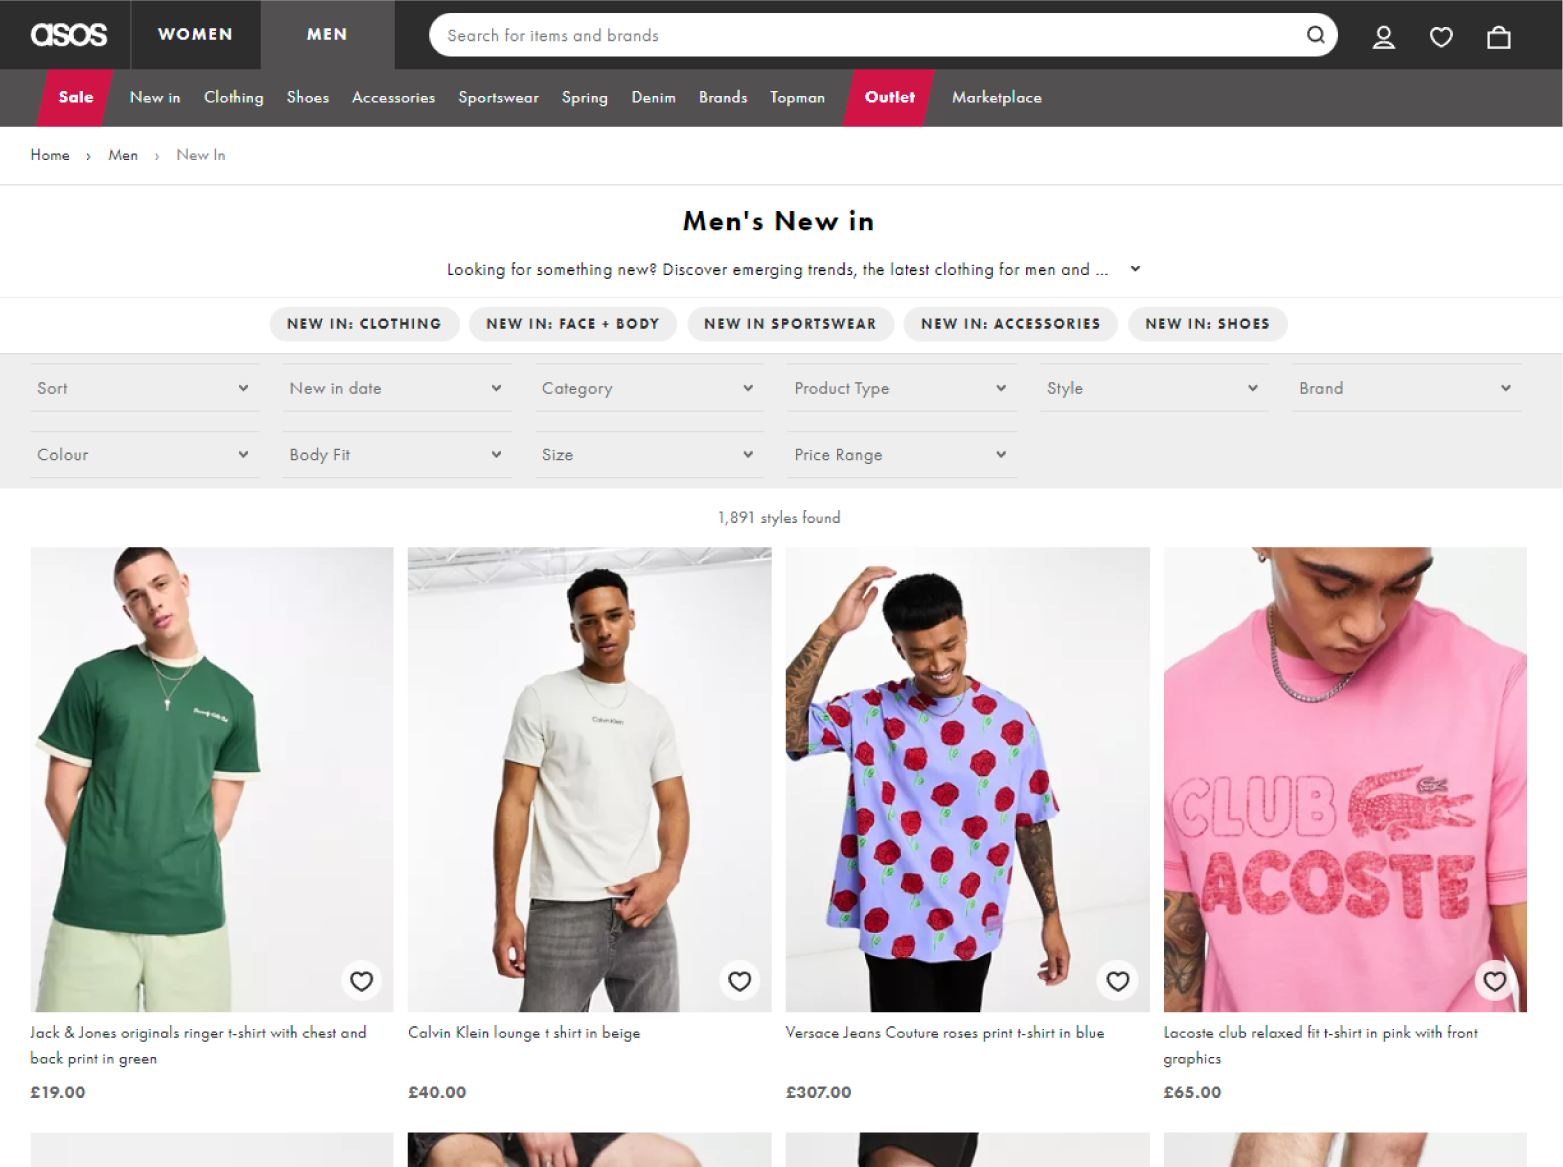 asos
WOMEN
MEN
Search for items and brands
Sale
New in
Clothing
Shoes
Accessories
Sportswear
Spring
Denim
Brands
Topman
Outlet
Marketplace
Home › Men › New In
Men's New in
Looking for something new? Discover emerging trends, the latest clothing for men and ...
NEW IN: CLOTHING
NEW IN: FACE + BODY
NEW IN SPORTSWEAR
NEW IN: ACCESSORIES
NEW IN: SHOES
Sort
New in date
Category
Product Type
Style
Brand
Colour
Body Fit
Size
Price Range
1,891 styles found
Calvin Klein
CLUB
LACOSTE
Jack & Jones originals ringer t-shirt with chest and
back print in green
£19.00
Calvin Klein lounge t shirt in beige
£40.00
Versace Jeans Couture roses print t-shirt in blue
£307.00
Lacoste club relaxed fit t-shirt in pink with front
graphics
£65.00